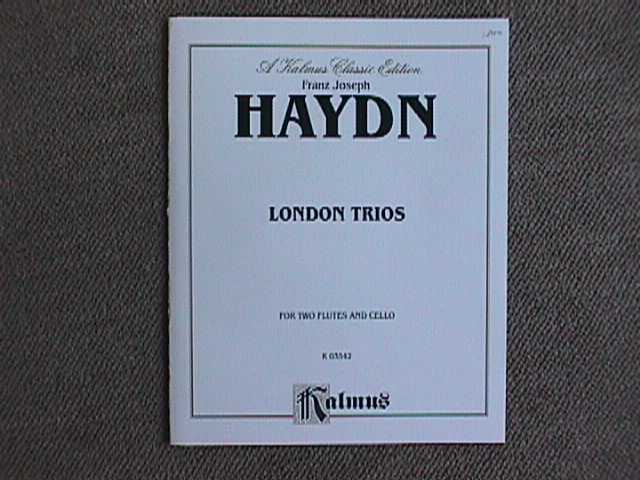 A Kalmus Classic Edition
Franz Joseph
HAYDN
LONDON TRIOS
FOR TWO FLUTES AND CELLO
K 03542
Kalmus